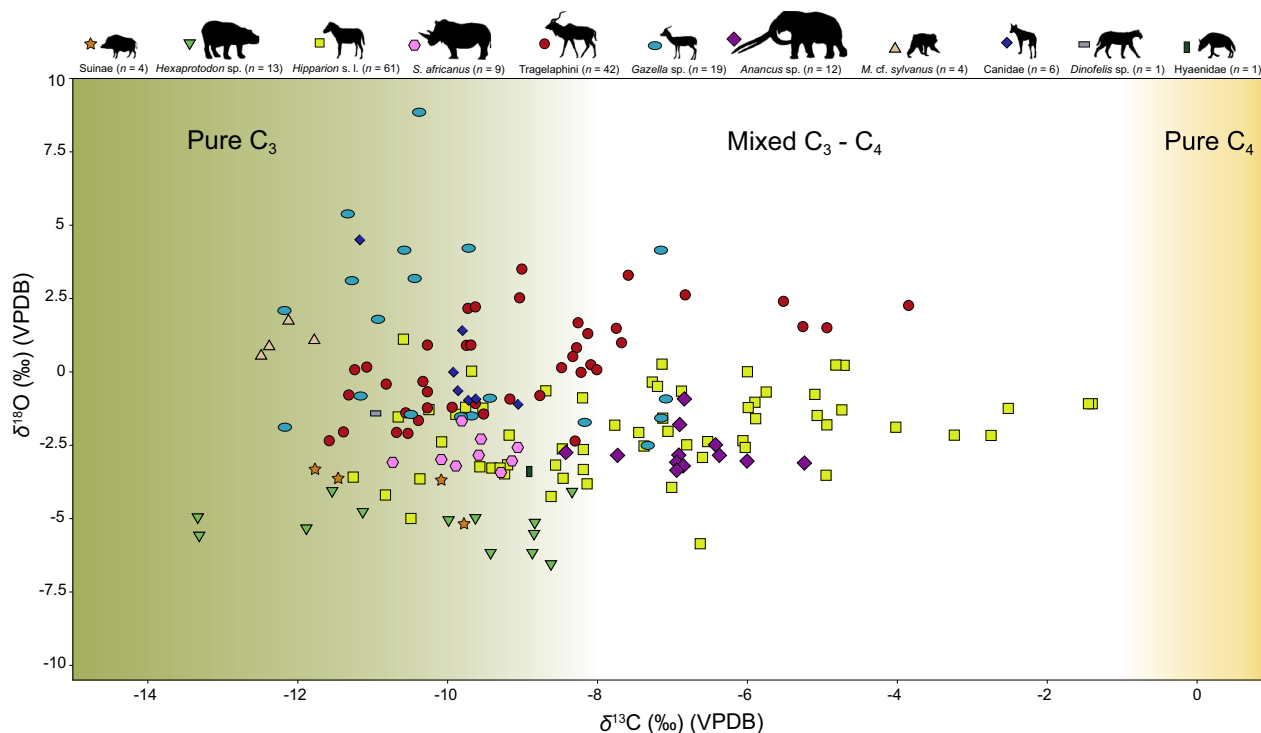 Suinae (n = 4) Hexaprotodon sp. (n = 13) Hipparion s. l. (n = 61) S. africanus (n = 9) Tragelaphini (n = 42) Gazella sp. (n = 19) Anancus sp. (n = 12) M. cf. sylvanus (n = 4) Canidae (n = 6) Dinofelis sp. (n = 1) Hyaenidae (n = 1)
Pure C₃ Mixed C₃ - C₄ Pure C₄
10
7.5
5
2.5
0
-2.5
-5
-7.5
-10
δ¹⁸O (‰) (VPDB)
-14 -12 -10 -8 -6 -4 -2 0
δ¹³C (‰) (VPDB)